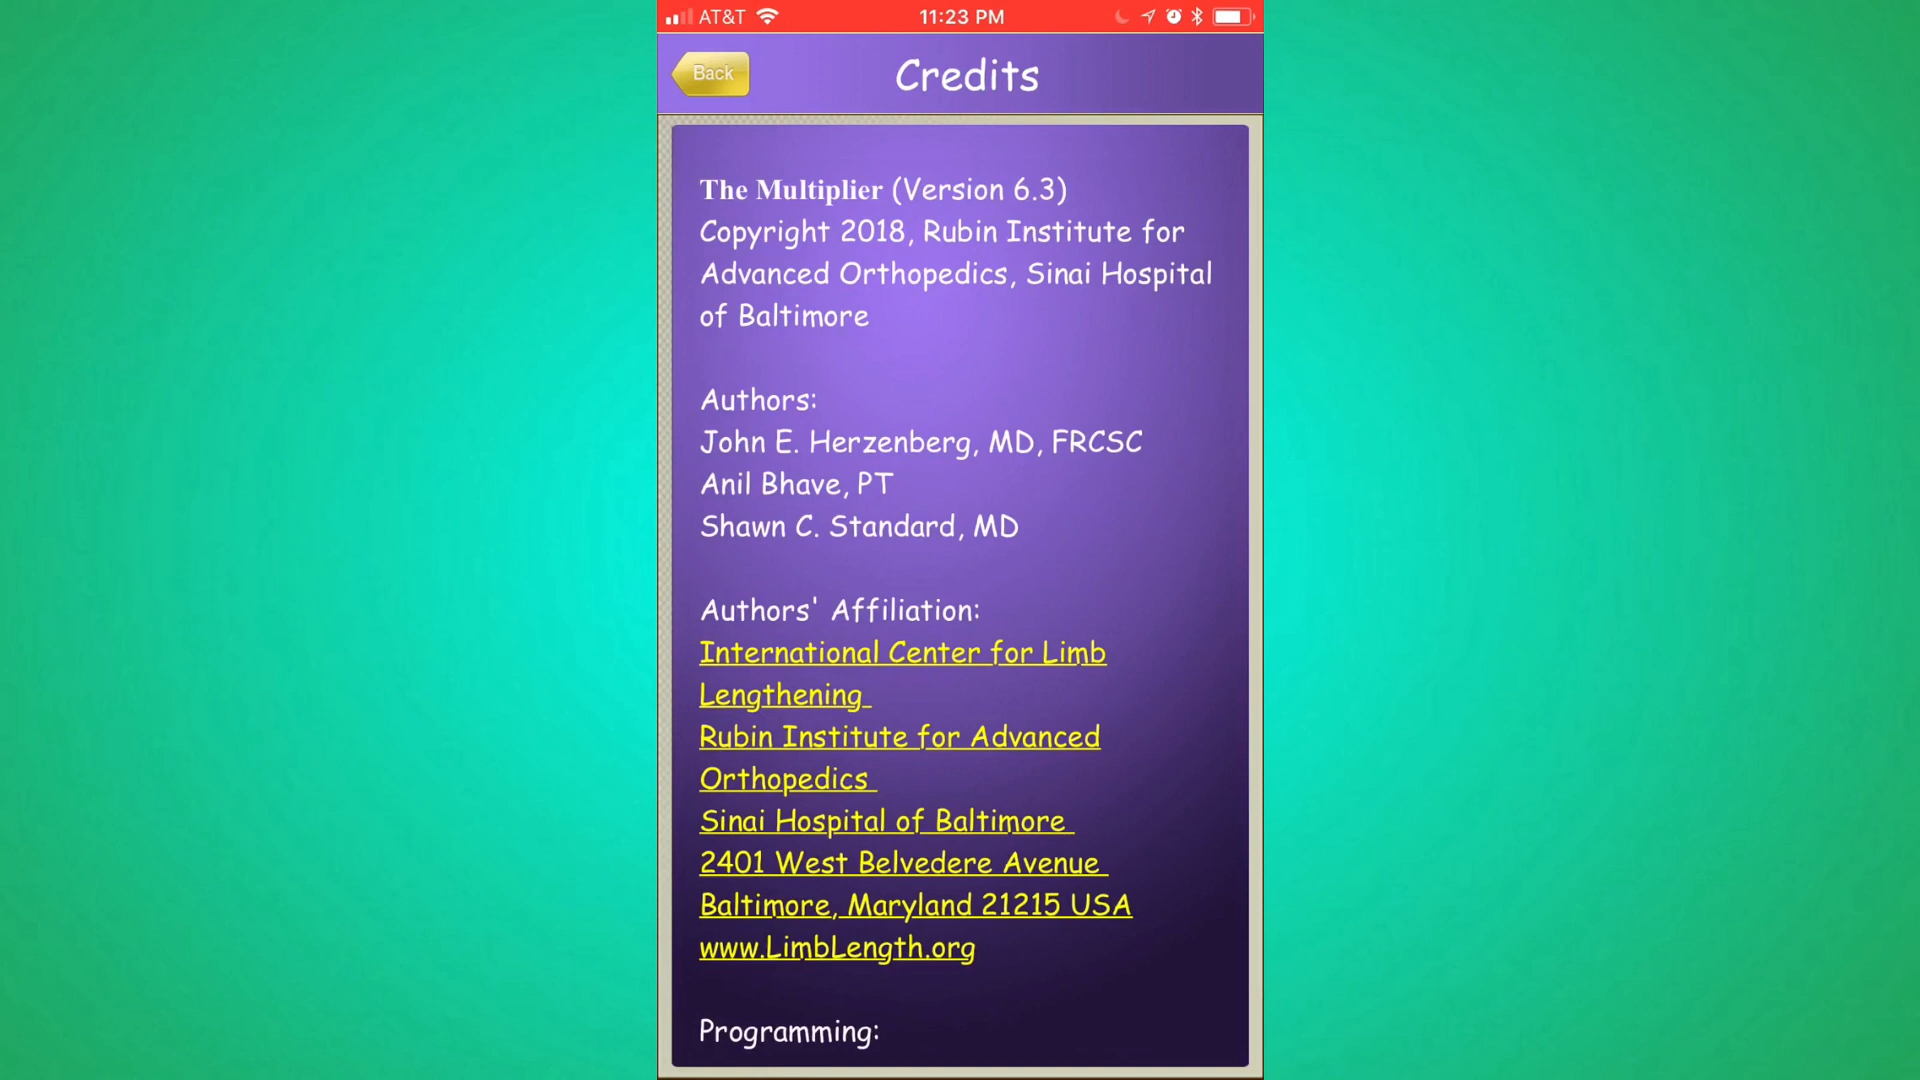 AT&T 11:23 PM
Back Credits
The Multiplier (Version 6.3)
Copyright 2018, Rubin Institute for
Advanced Orthopedics, Sinai Hospital
of Baltimore
Authors:
John E. Herzenberg, MD, FRCSC
Anil Bhave, PT
Shawn C. Standard, MD
Authors' Affiliation:
International Center for Limb
Lengthening
Rubin Institute for Advanced
Orthopedics
Sinai Hospital of Baltimore
2401 West Belvedere Avenue
Baltimore, Maryland 21215 USA
www.LimbLength.org
Programming: